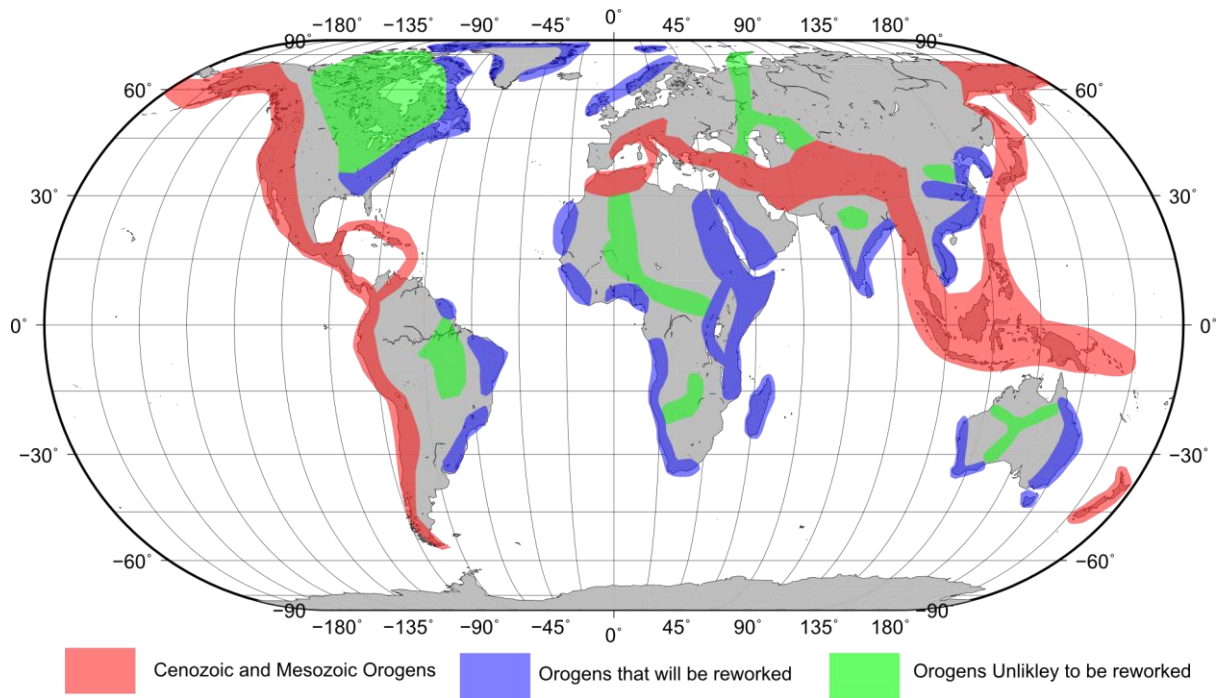 0°
−180 −135 −90 −45 45 90 135 180
90° 90°
60° 60°
30° 30°
0° 0°
−30° −30°
−60° −60°
−90 −90
−180 −135 −90 −45 0° 45 90 135 180
Cenozoic and Mesozoic Orogens
Orogens that will be reworked
Orogens Unlikley to be reworked